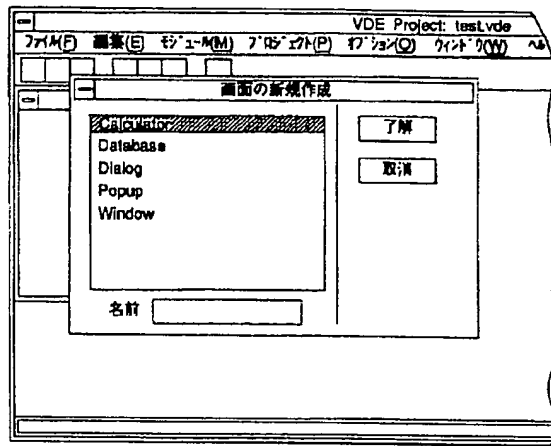 VDE Project: test.vde
ﾌｧｲﾙ(F) 編集(E) ﾓｼﾞｭｰﾙ(M) ﾌﾟﾛｼﾞｪｸﾄ(P) ｵﾌﾟｼｮﾝ(O) ｳｨﾝﾄﾞｳ(W) ﾍﾙ
画面の新規作成
Calculator
Database
Dialog
Popup
Window
了解
取消
名前